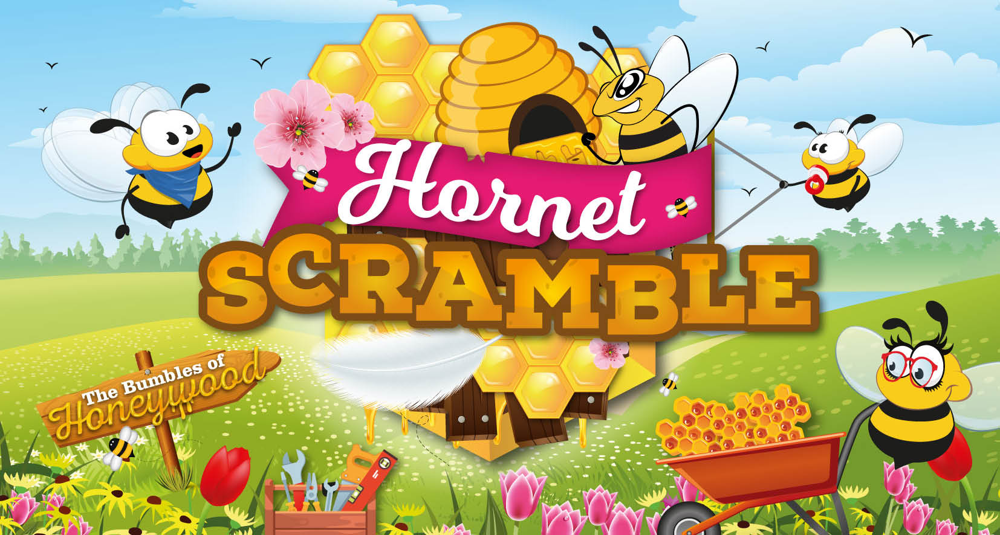 Hornet
SCRAMBLE
The Bumbles of
Honeywood